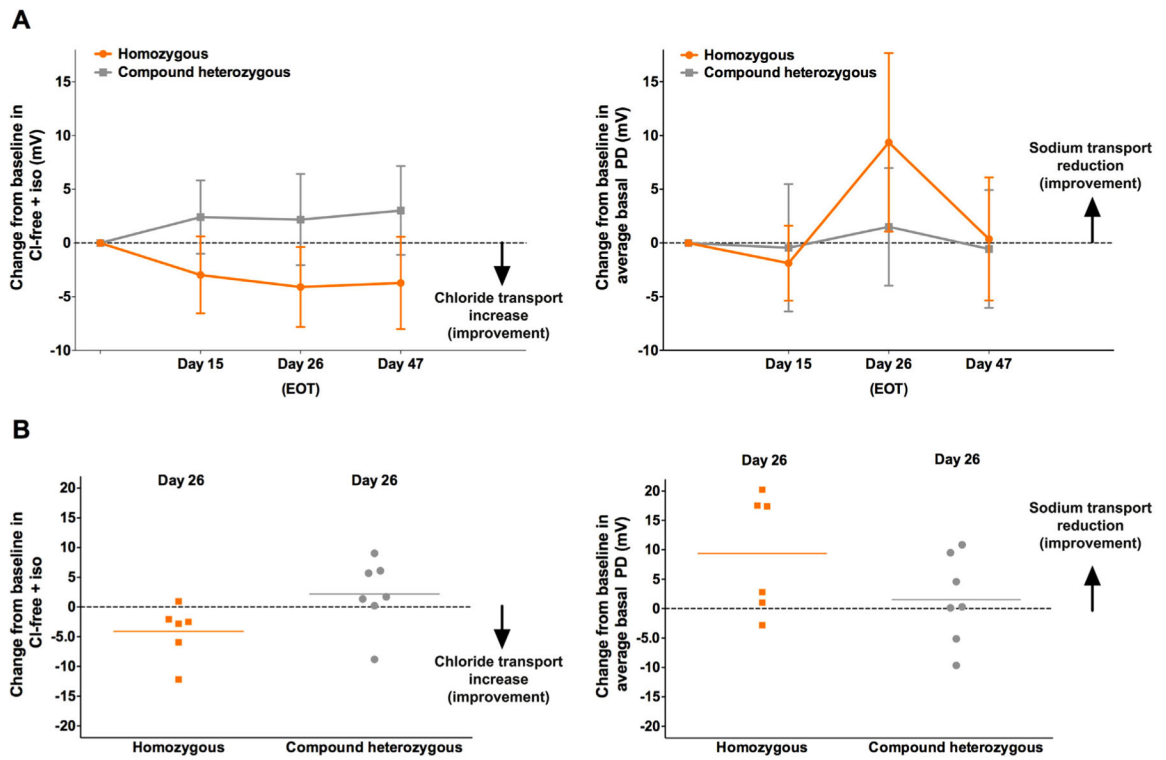 A
Homozygous
Compound heterozygous
Change from baseline in
Cl-free + iso (mV)
15
10
5
0
-5
-10
Day 15
Day 26
Day 47
(EOT)
Chloride transport
increase
(improvement)
Homozygous
Compound heterozygous
Change from baseline in
average basal PD (mV)
15
10
5
0
-5
-10
Day 15
Day 26
Day 47
(EOT)
Sodium transport
reduction
(improvement)
B
Day 26
Day 26
Change from baseline in
Cl-free + iso
20
15
10
5
0
-5.0
-10
-15
-20
Homozygous
Compound heterozygous
Chloride transport
increase
(improvement)
Day 26
Day 26
Change from baseline in
average basal PD (mV)
20
15
10
5
0
-5.0
-10
-15
-20
Homozygous
Compound heterozygous
Sodium transport
reduction
(improvement)